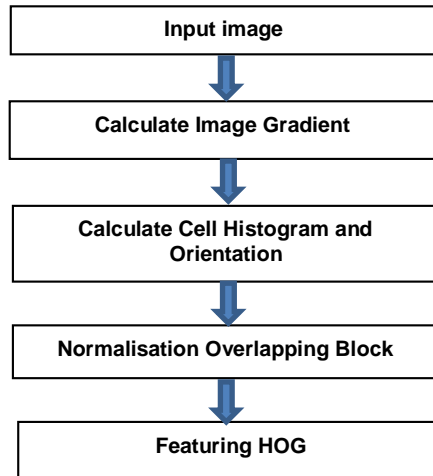 Input image
Calculate Image Gradient
Calculate Cell Histogram and
Orientation
Normalisation Overlapping Block
Featuring HOG